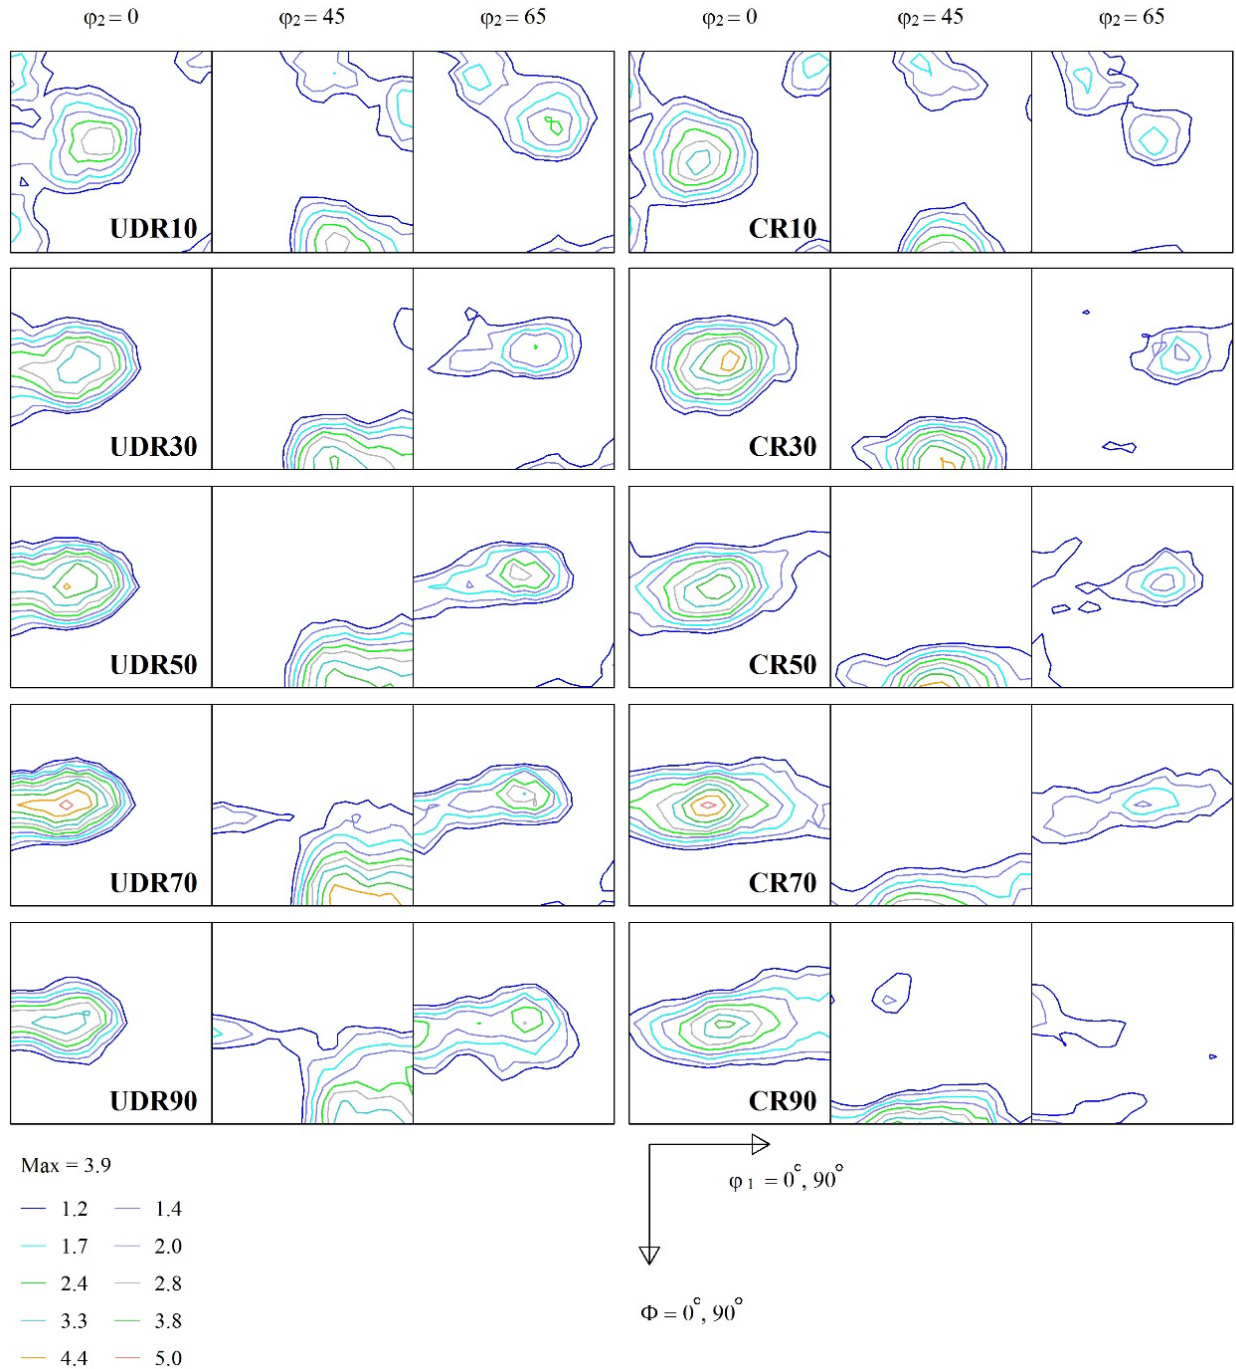 φ2 = 0 φ2 = 45 φ2 = 65 φ2 = 0 φ2 = 45 φ2 = 65
UDR10 CR10
UDR30 CR30
UDR50 CR50
UDR70 CR70
UDR90 CR90
Max = 3.9
1.2 1.4
1.7 2.0
2.4 2.8
3.3 3.8
4.4 5.0
φ 1 = 0°, 90°
Φ = 0°, 90°